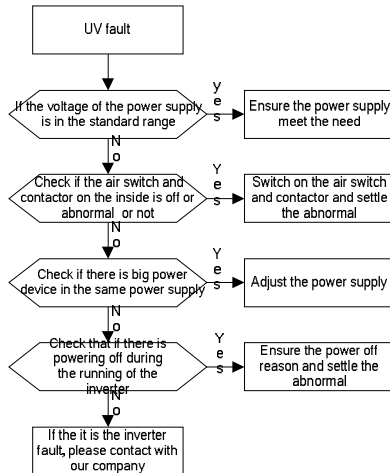 UV fault
If the voltage of the power supply
is in the standard range
yes
Ensure the power supply
meet the need
No
Check if the air switch and
contactor on the inside is off or
abnormal or not
Yes
Switch on the air switch
and contactor and settle
the abnormal
No
Check if there is big power
device in the same power supply
Yes
Adjust the power supply
No
Check that if there is
powering off during
the running of the
inverter
Yes
Ensure the power off
reason and settle the
abnormal
No
If the it is the inverter
fault, please contact with
our company